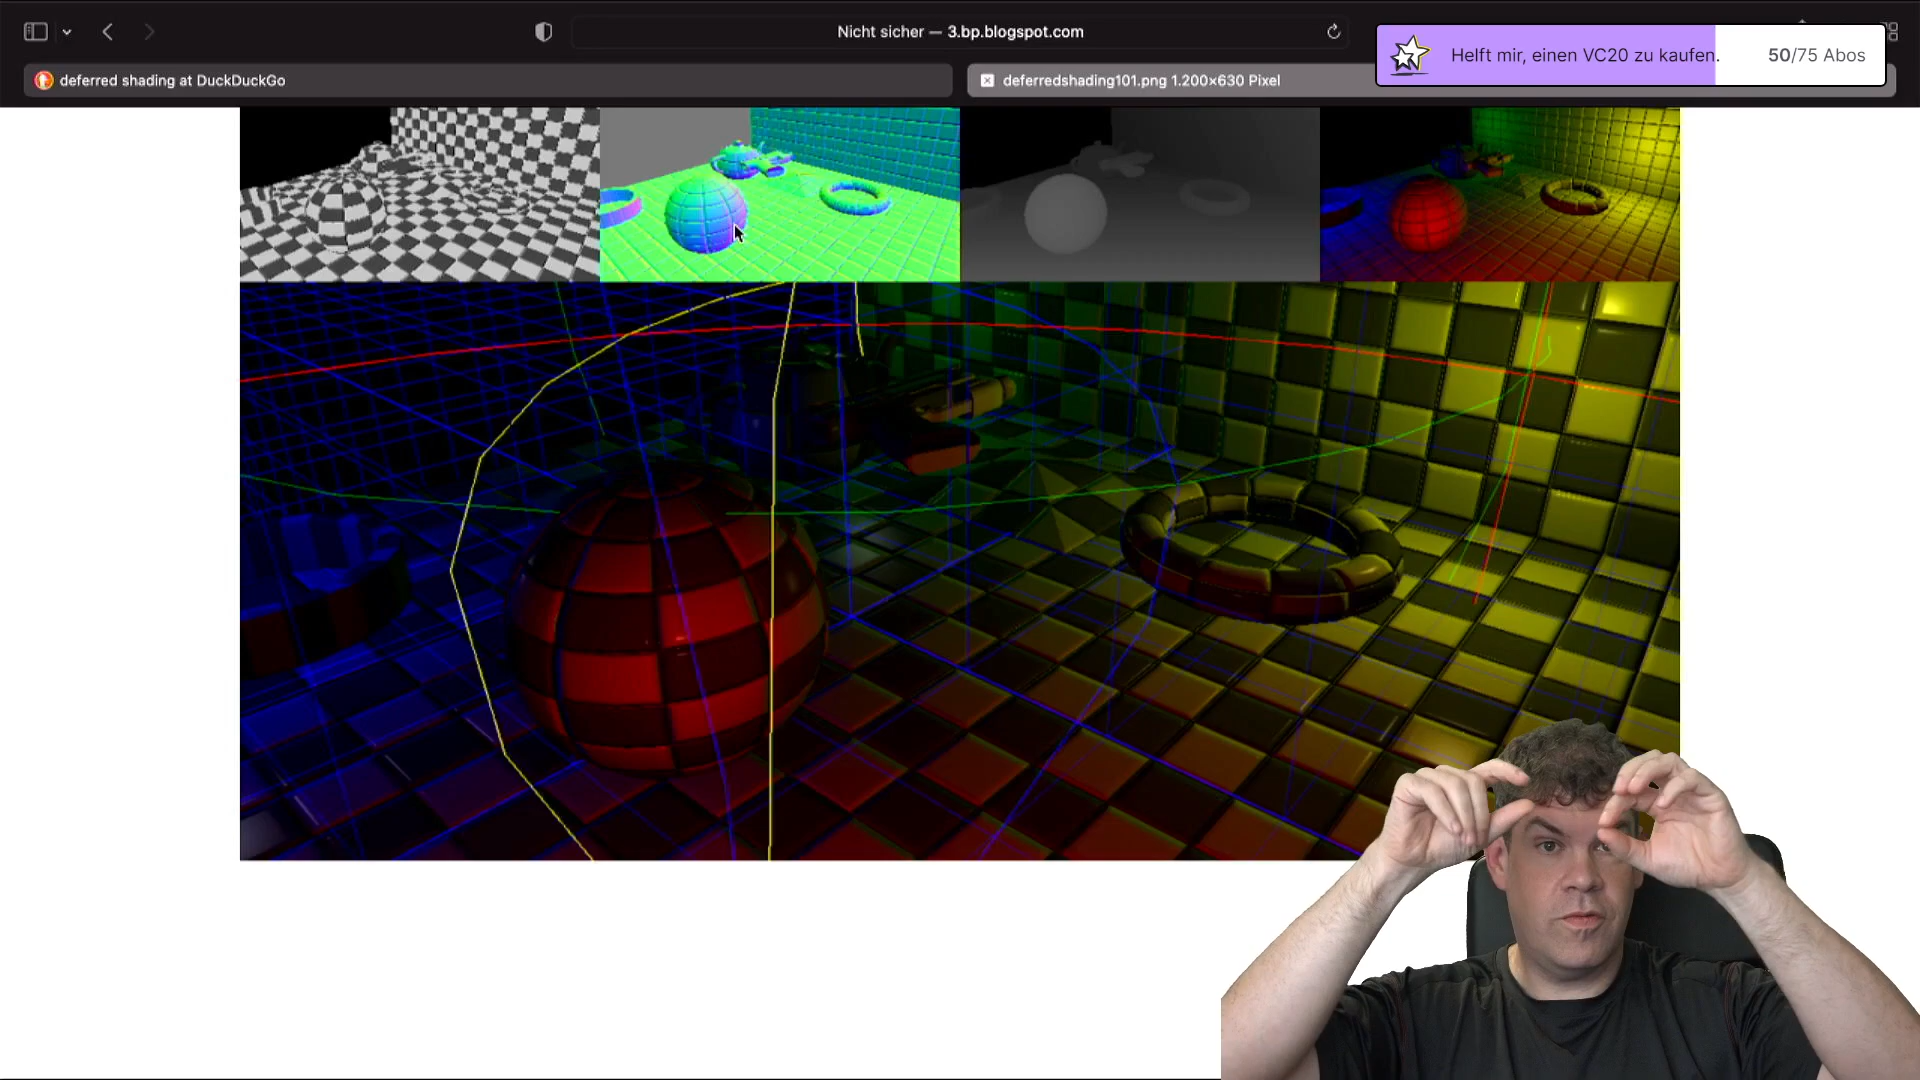 Nicht sicher — 3.bp.blogspot.com
Helft mir, einen VC20 zu kaufen. 50/75 Abos
deferred shading at DuckDuckGo
deferredshading101.png 1.200×630 Pixel